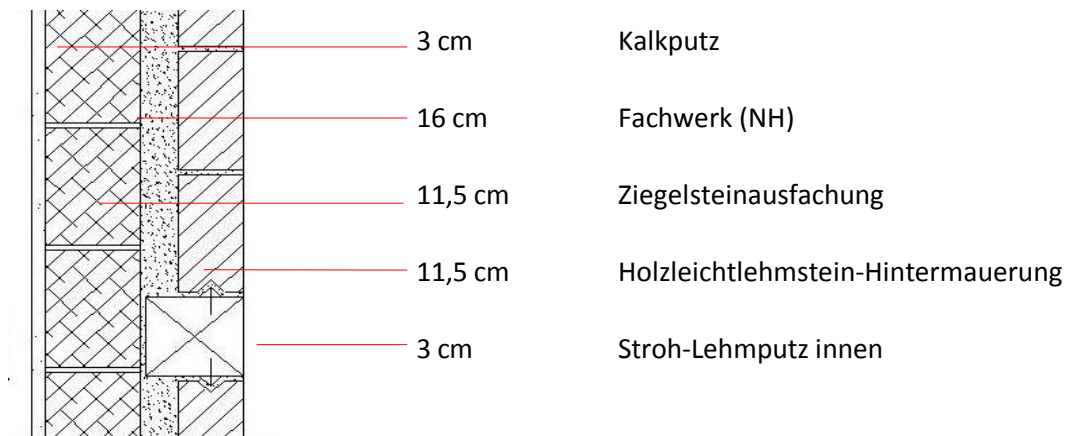 3 cm Kalkputz
16 cm Fachwerk (NH)
11,5 cm Ziegelsteinausfachung
11,5 cm Holzleichtlehmstein-Hintermauerung
3 cm Stroh-Lehmputz innen